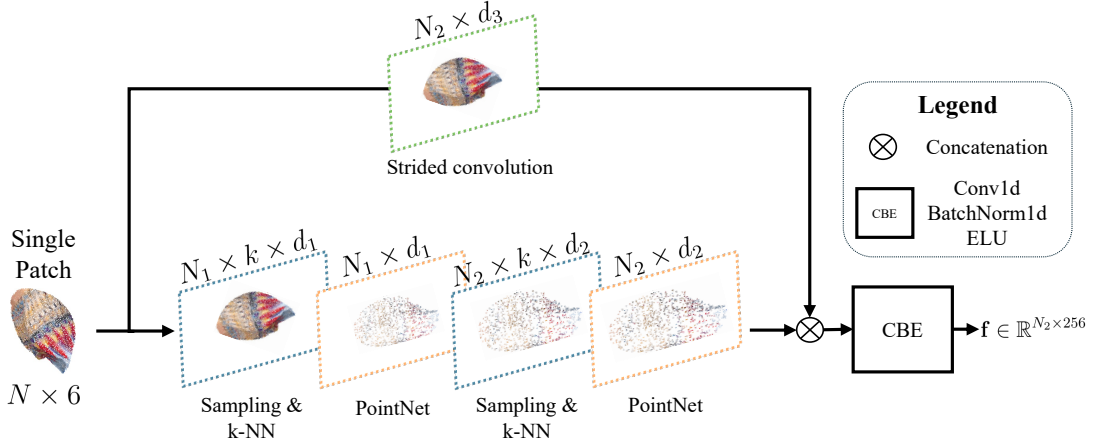 N₂ × d₃
Strided convolution
Legend
Concatenation
CBE
Conv1d
BatchNorm1d
ELU
Single
Patch
N × 6
N₁ × k × d₁
N₁ × d₁
N₂ × k × d₂
N₂ × d₂
Sampling &
k-NN
PointNet
Sampling &
k-NN
PointNet
CBE
f ∈ ℝ^{N₂×256}